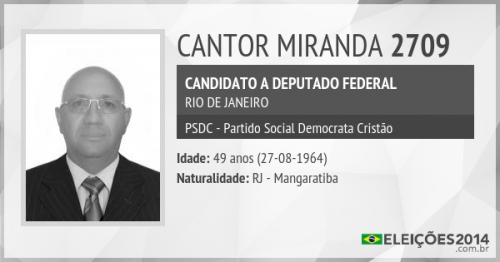 CANTOR MIRANDA 2709
CANDIDATO A DEPUTADO FEDERAL
RIO DE JANEIRO
PSDC - Partido Social Democrata Cristão
Idade: 49 anos (27-08-1964)
Naturalidade: RJ - Mangaratiba
ELEIÇÕES2014
.com.br